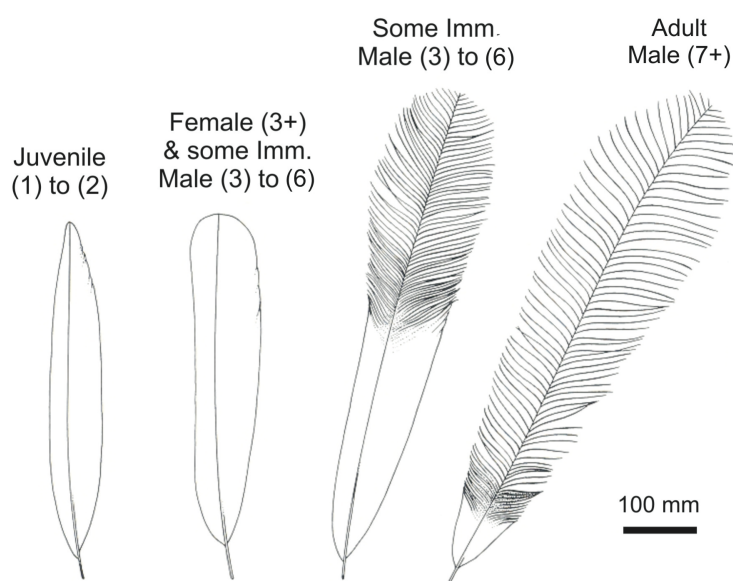 Juvenile
(1) to (2)
Female (3+)
& some Imm.
Male (3) to (6)
Some Imm.
Male (3) to (6)
Adult
Male (7+)
100 mm